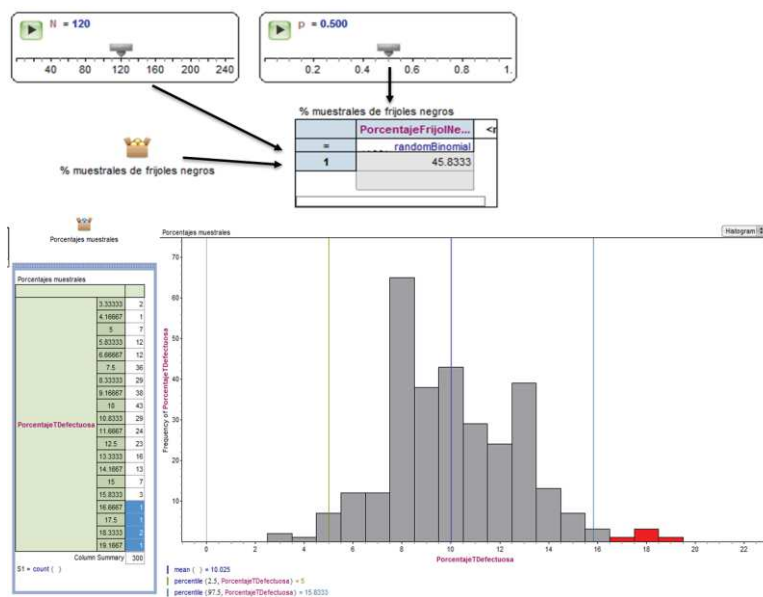 N = 120
40 80 120 160 200 240
p = 0.500
0.2 0.4 0.6 0.8 1.
% muestrales de frijoles negros
PorcentajeFrijolNe...
=
randomBinomial
1 45.8333
% muestrales de frijoles negros
Porcentajes muestrales
Porcentajes muestrales
PorcentajeTDefectuosa
3.33333 2
4.16667 1
5 7
5.83333 12
6.66667 12
7.5 36
8.33333 29
9.16667 38
10 43
10.8333 29
11.6667 24
12.5 23
13.3333 16
14.1667 13
15 7
15.8333 3
16.6667 1
17.5 1
18.3333 2
19.1667 1
Column Summary 300
S1 = count ( )
Porcentajes muestrales
Histogram
Frequency of PorcentajeTDefectuosa
70
60
50
40
30
20
10
0 2 4 6 8 10 12 14 16 18 20 22
PorcentajeTDefectuosa
mean ( ) = 10.025
percentile (2.5, PorcentajeTDefectuosa) = 5
percentile (97.5, PorcentajeTDefectuosa) = 15.8333